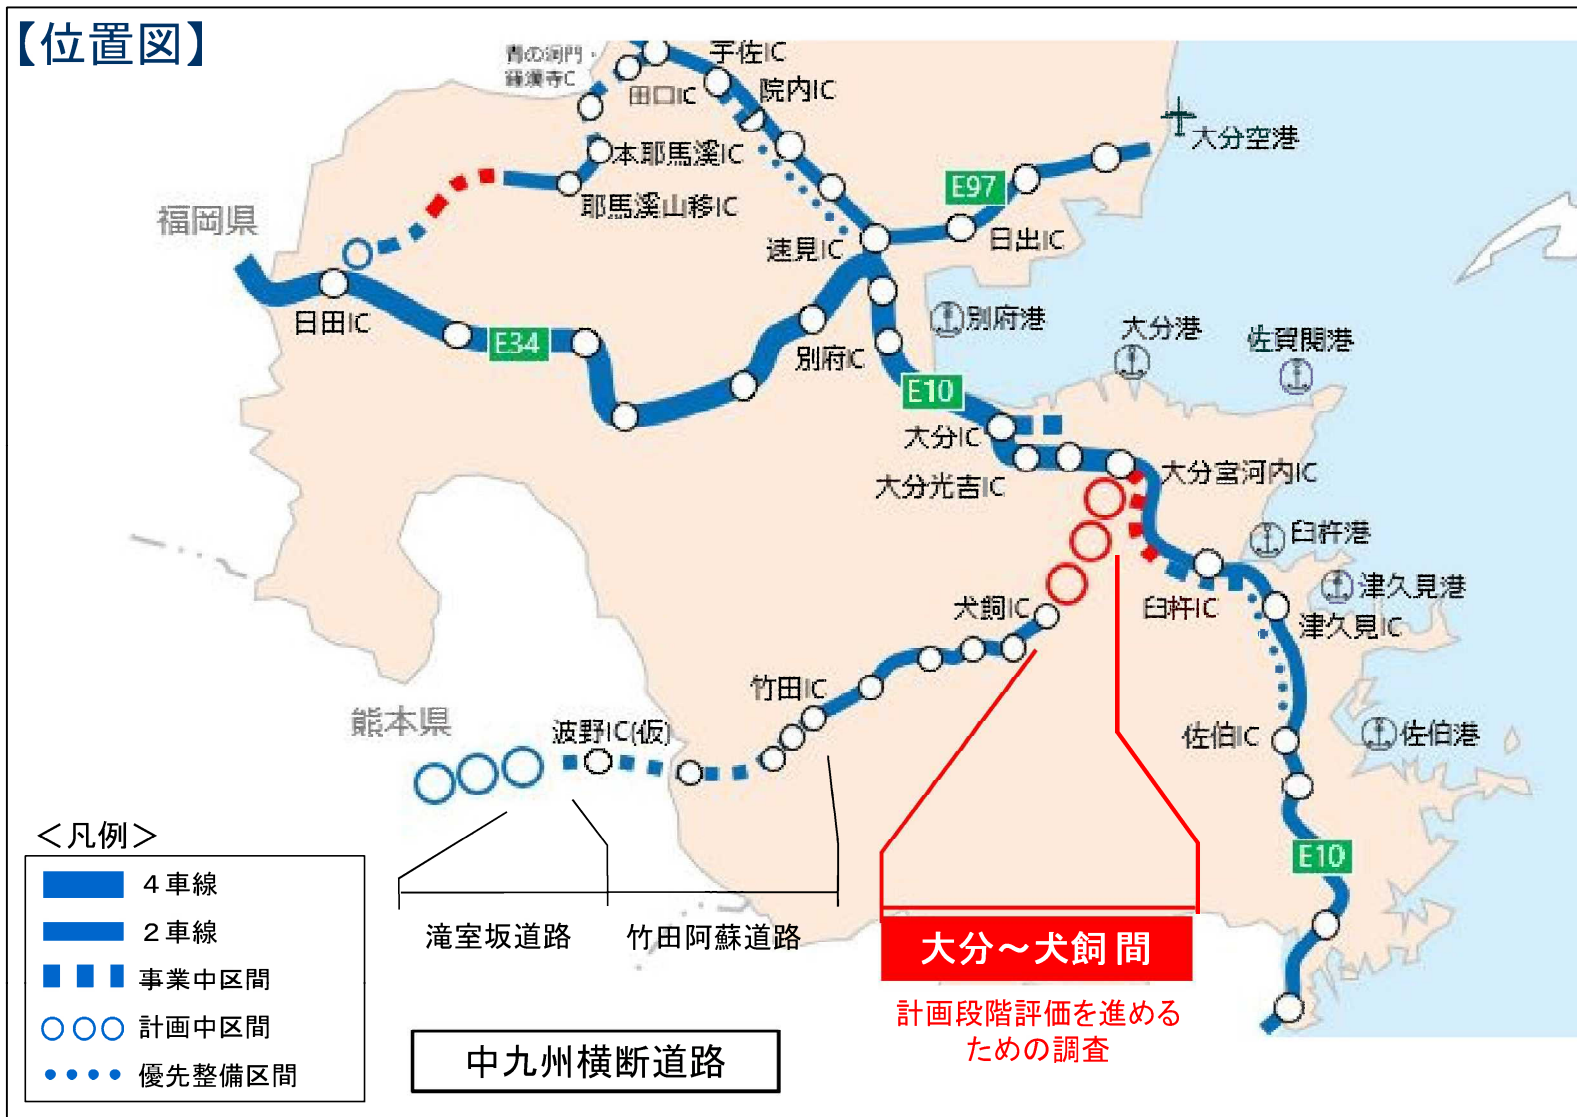 【位置図】
青の洞門・
羅漢寺IC
宇佐IC
田口IC
院内IC
大分空港
本耶馬溪IC
E97
耶馬溪山移IC
福岡県
日出IC
速見IC
日田IC
E34
別府IC
別府港
大分港
佐賀関港
E10
大分IC
大分光吉IC
大分宮河内IC
臼杵港
津久見港
犬飼IC
臼杵IC
津久見IC
竹田IC
熊本県
波野IC(仮)
佐伯IC
佐伯港
E10
＜凡例＞
４車線
２車線
事業中区間
計画中区間
優先整備区間
滝室坂道路
竹田阿蘇道路
大分～犬飼間
計画段階評価を進める
ための調査
中九州横断道路